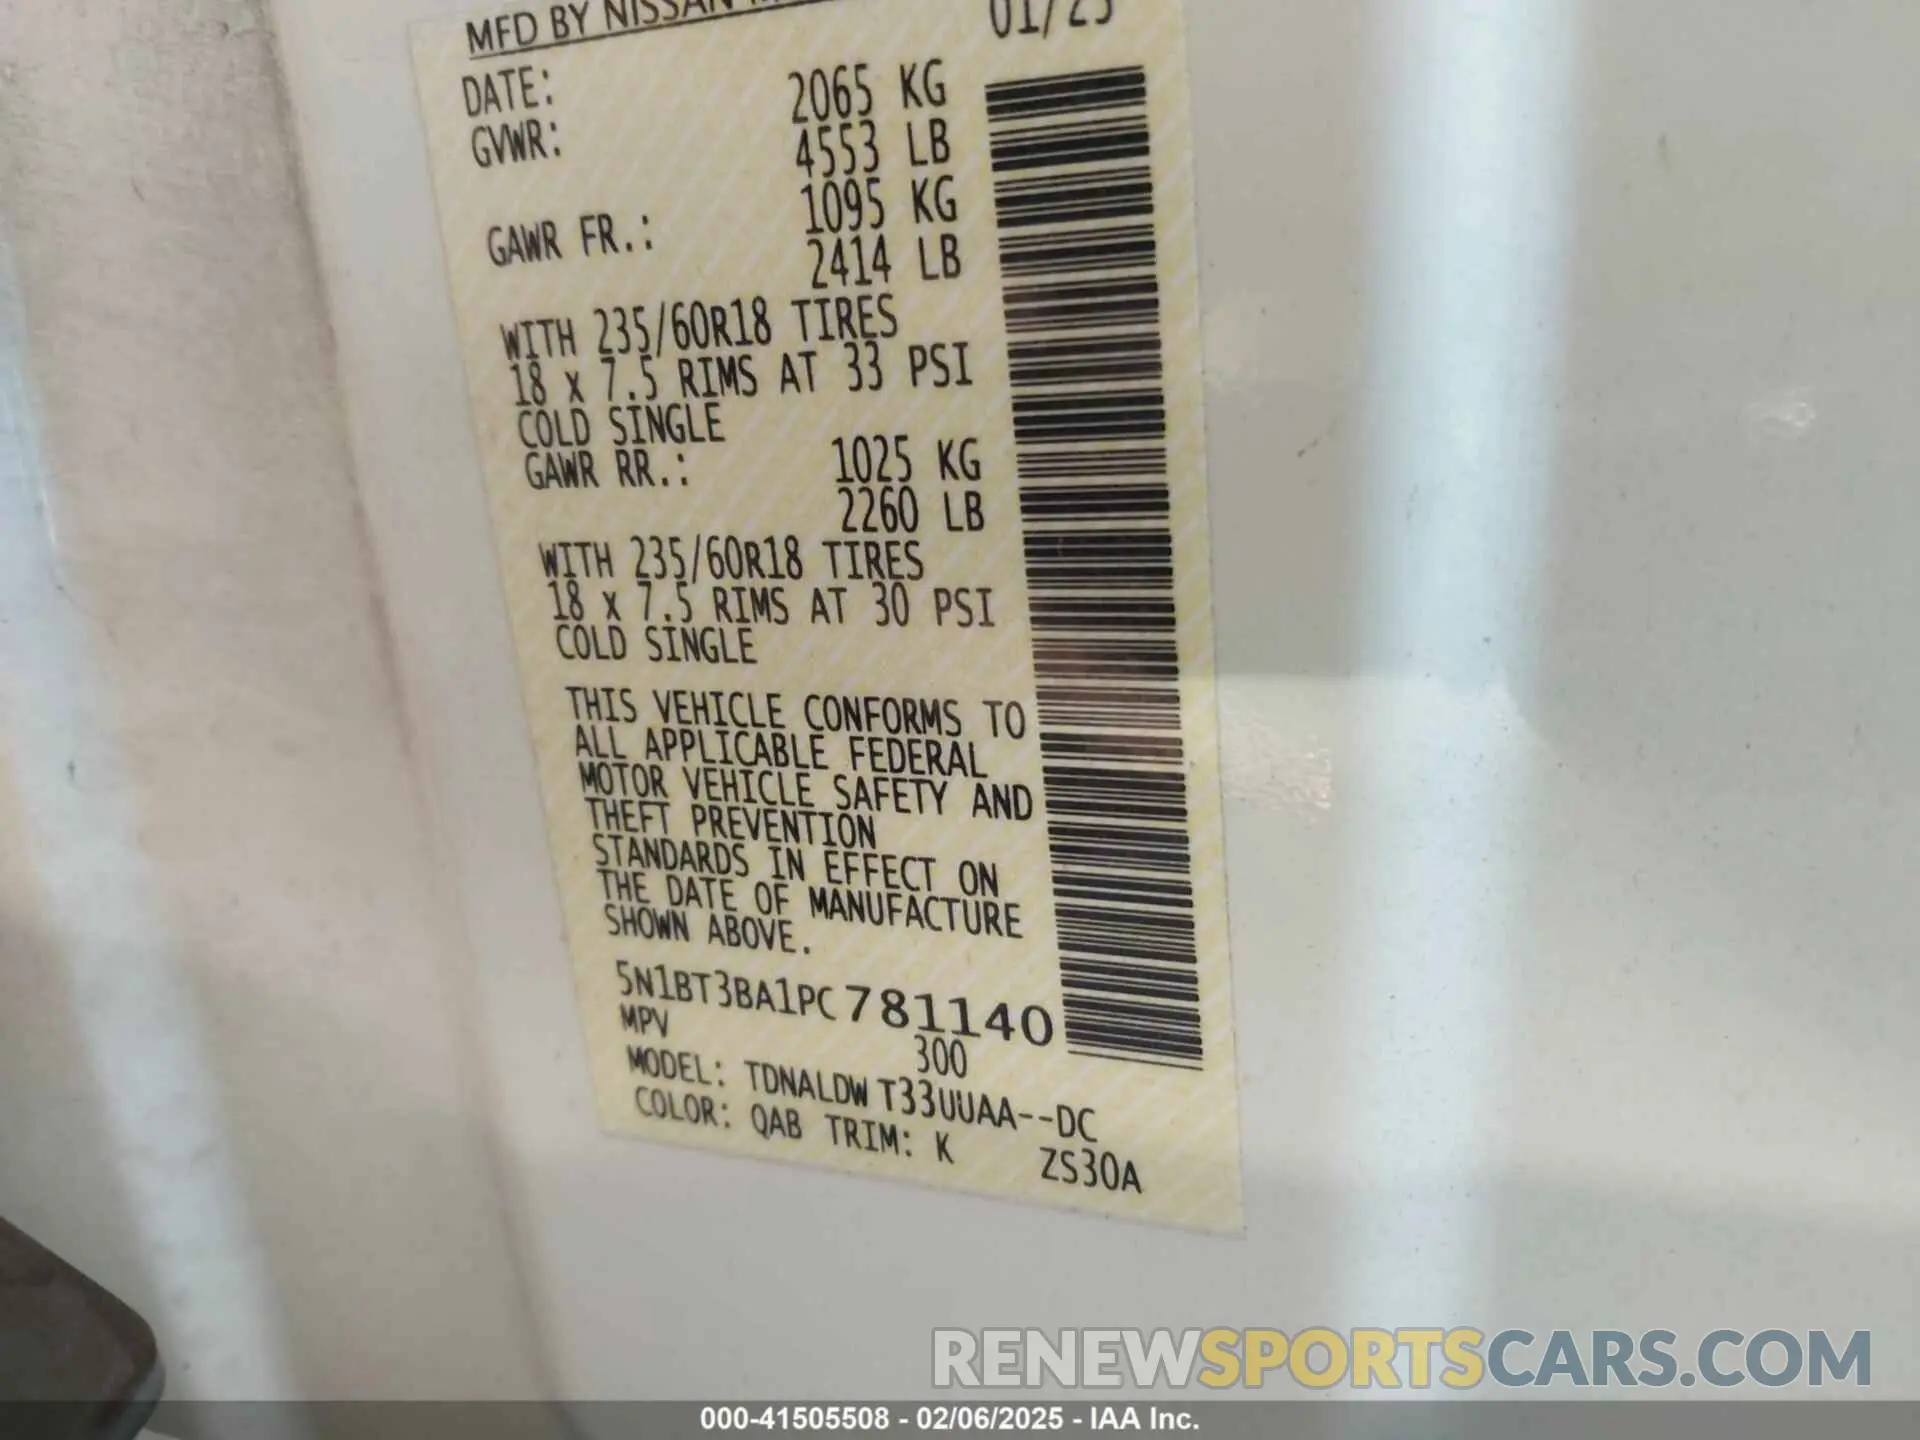 MFD BY NISSAN
01/23
DATE:
GVWR: 2065 KG
4553 LB
GAWR FR.: 1095 KG
2414 LB
WITH 235/60R18 TIRES
18 x 7.5 RIMS AT 33 PSI
COLD SINGLE
GAWR RR.: 1025 KG
2260 LB
WITH 235/60R18 TIRES
18 x 7.5 RIMS AT 30 PSI
COLD SINGLE
THIS VEHICLE CONFORMS TO
ALL APPLICABLE FEDERAL
MOTOR VEHICLE SAFETY AND
THEFT PREVENTION
STANDARDS IN EFFECT ON
THE DATE OF MANUFACTURE
SHOWN ABOVE.
5N1BT3BA1PC781140
MPV 300
MODEL: TDNALDW T33UUAA--DC
COLOR: QAB TRIM: K ZS30A
RENEWSPORTSCARS.COM
000-41505508 - 02/06/2025 - IAA Inc.